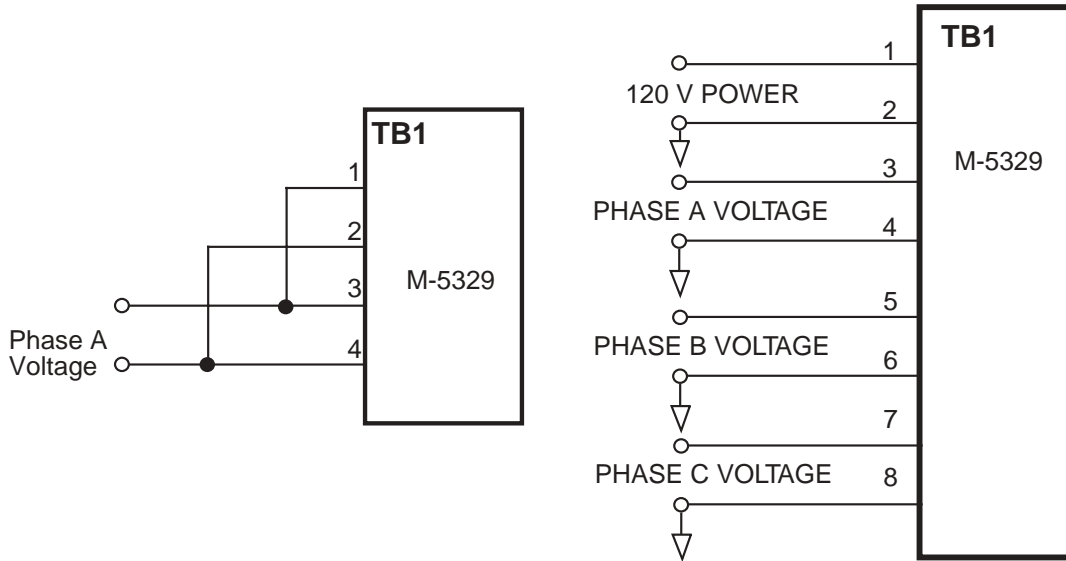 TB1
1
2
M-5329
3
4
Phase A
Voltage
TB1
1
120 V POWER
2
M-5329
3
PHASE A VOLTAGE
4
5
PHASE B VOLTAGE
6
7
PHASE C VOLTAGE
8